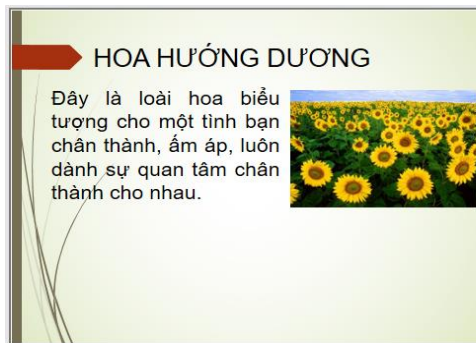 HOA HƯỚNG DƯƠNG
Đây là loài hoa biểu
tượng cho một tình bạn
chân thành, ấm áp, luôn
dành sự quan tâm chân
thành cho nhau.